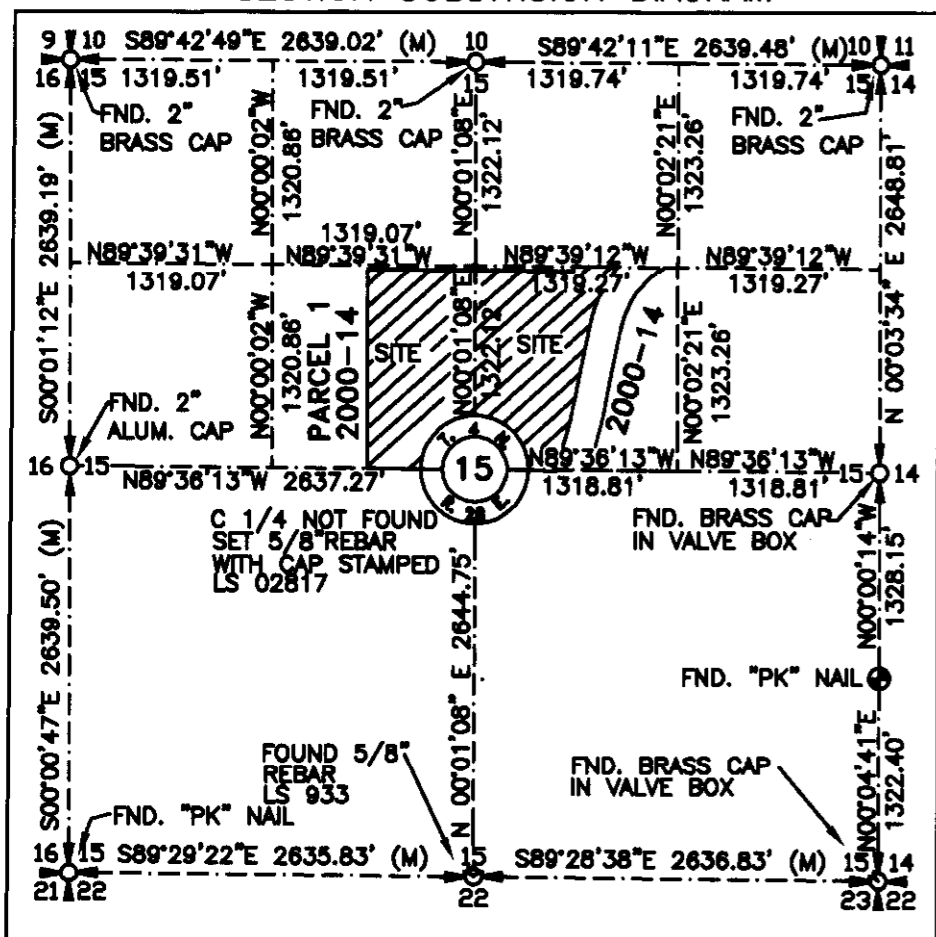 9 10 S89°42'49"E 2639.02' (M) 10 S89°42'11"E 2639.48' (M) 10 11
16 15 1319.51' 1319.51' 15 1319.74' 1319.74' 15 14
FND. 2"
BRASS CAP
FND. 2"
BRASS CAP
FND. 2"
BRASS CAP
S00°01'12"E 2639.19' (M)
N00°00'02"W
1320.86'
N00°01'08"E
1322.12'
N00°02'21"E
1323.26'
N 00°03'34" E 2648.81'
N89°39'31"W
1319.07'
1319.07'
N89°39'31"W
N89°39'12"W
1319.27'
N89°39'12"W
1319.27'
N00°00'02"W
1320.86'
PARCEL 1
2000-14
SITE
N00°01'08"E
1322.12'
SITE
2000-14
N00°02'21"E
1323.26'
FND. 2"
ALUM. CAP
16 15
N89°36'13"W 2637.27'
T. 4 N.
15
R. E.
N89°36'13"W
1318.81'
N89°36'13"W
1318.81'
15 14
C 1/4 NOT FOUND
SET 5/8"REBAR
WITH CAP STAMPED
LS 02817
FND. BRASS CAP
IN VALVE BOX
N00°00'14"W
1328.15'
FND. "PK" NAIL
S00°00'47"E 2639.50' (M)
N 00°01'08" E 2644.75'
FOUND 5/8"
REBAR
LS 933
FND. BRASS CAP
IN VALVE BOX
N00°04'41"E
1322.40'
FND. "PK" NAIL
16 15 S89°29'22"E 2635.83' (M) 15 S89°28'38"E 2636.83' (M) 15 14
21 22 22 23 22